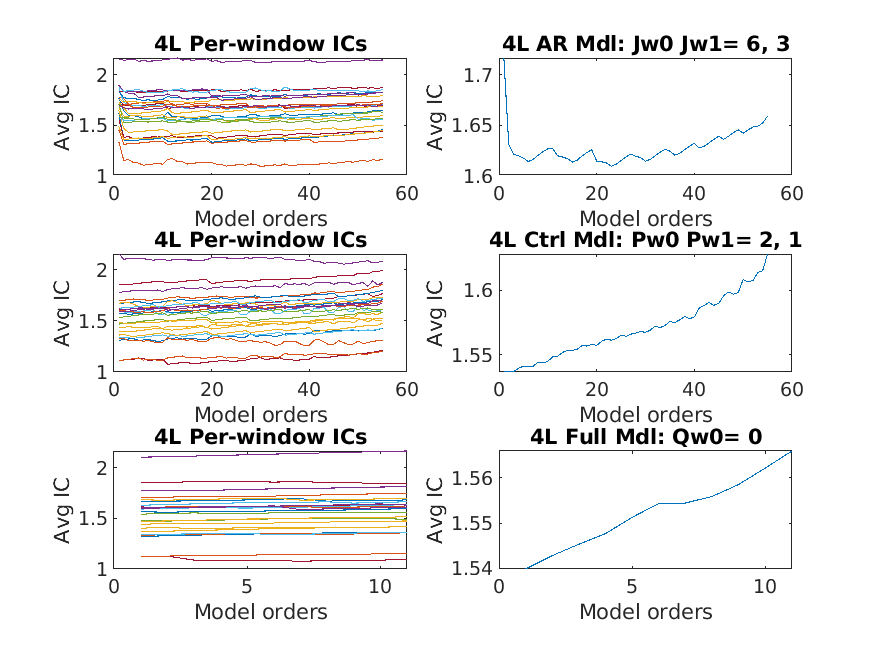 4L Per-window ICs
Avg IC
2
1.5
1
0 20 40 60
Model orders
4L AR Mdl: Jw0 Jw1= 6, 3
Avg IC
1.7
1.65
1.6
0 20 40 60
Model orders
4L Per-window ICs
Avg IC
2
1.5
1
0 20 40 60
Model orders
4L Ctrl Mdl: Pw0 Pw1= 2, 1
Avg IC
1.6
1.55
0 20 40 60
Model orders
4L Per-window ICs
Avg IC
2
1.5
1
0 5 10
Model orders
4L Full Mdl: Qw0= 0
Avg IC
1.56
1.55
1.54
0 5 10
Model orders